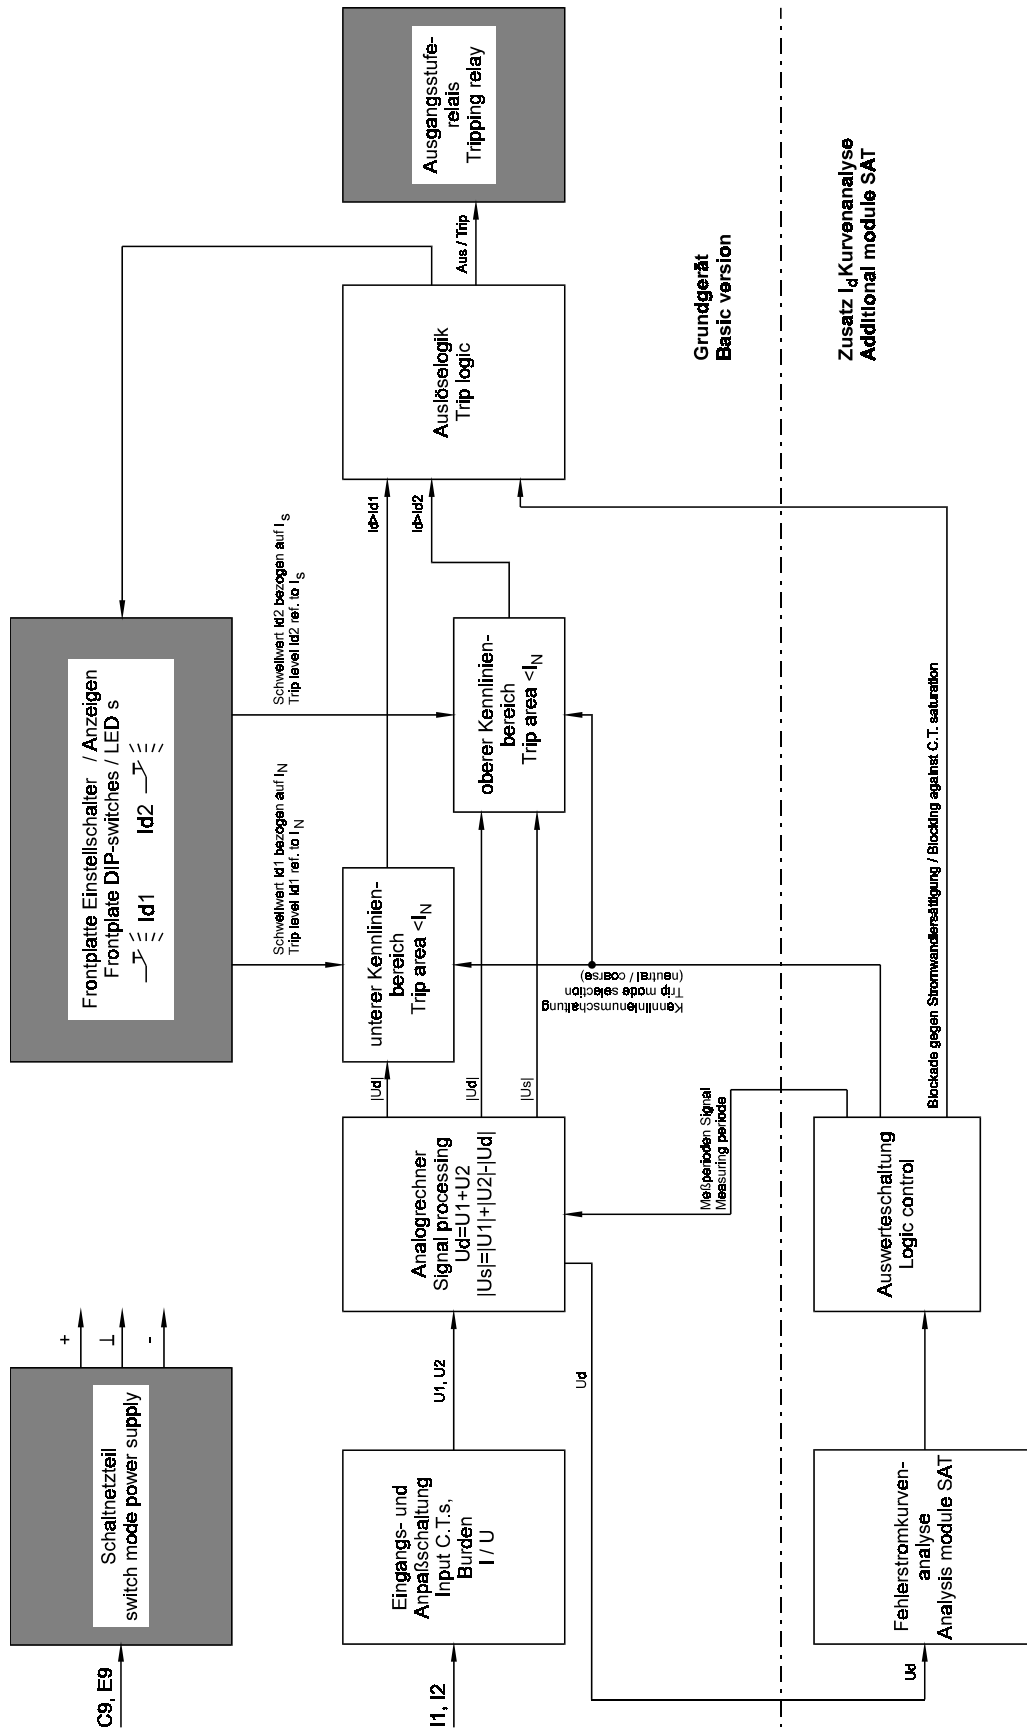 C9, E9
Schaltnetzteil
switch mode power supply
+
⊥
-
Frontplatte Einstellschalter / Anzeigen
Frontplate DIP-switches / LED s
Id1
Id2
Schwellwert Id1 bezogen auf IN
Trip level Id1 ref. to IN
Schwellwert Id2 bezogen auf IS
Trip level Id2 ref. to IS
I1, I2
Eingangs- und
Anpaßschaltung
Input C.T.s,
Burden
I / U
U1, U2
Analogrechner
Signal processing
Ud=U1+U2
|Us|=|U1|+|U2|-|Ud|
|Ud|
|Ud|
|Us|
unterer Kennlinien-
bereich
Trip area <IN
oberer Kennlinien-
bereich
Trip area <IN
Id>Id1
Id>Id2
Auslöselogik
Trip logic
Aus / Trip
Ausgangsstufe-
relais
Tripping relay
Kennlinienumschaltung
Trip mode selection
(neutral / coarse)
Ud
Meßperioden Signal
Measuring periode
Grundgerät
Basic version
Zusatz Id Kurvenanalyse
Additional module SAT
Ud
Fehlerstromkurven-
analyse
Analysis module SAT
Auswerteschaltung
Logic control
Blockade gegen Stromwandlersättigung / Blocking against C.T. saturation